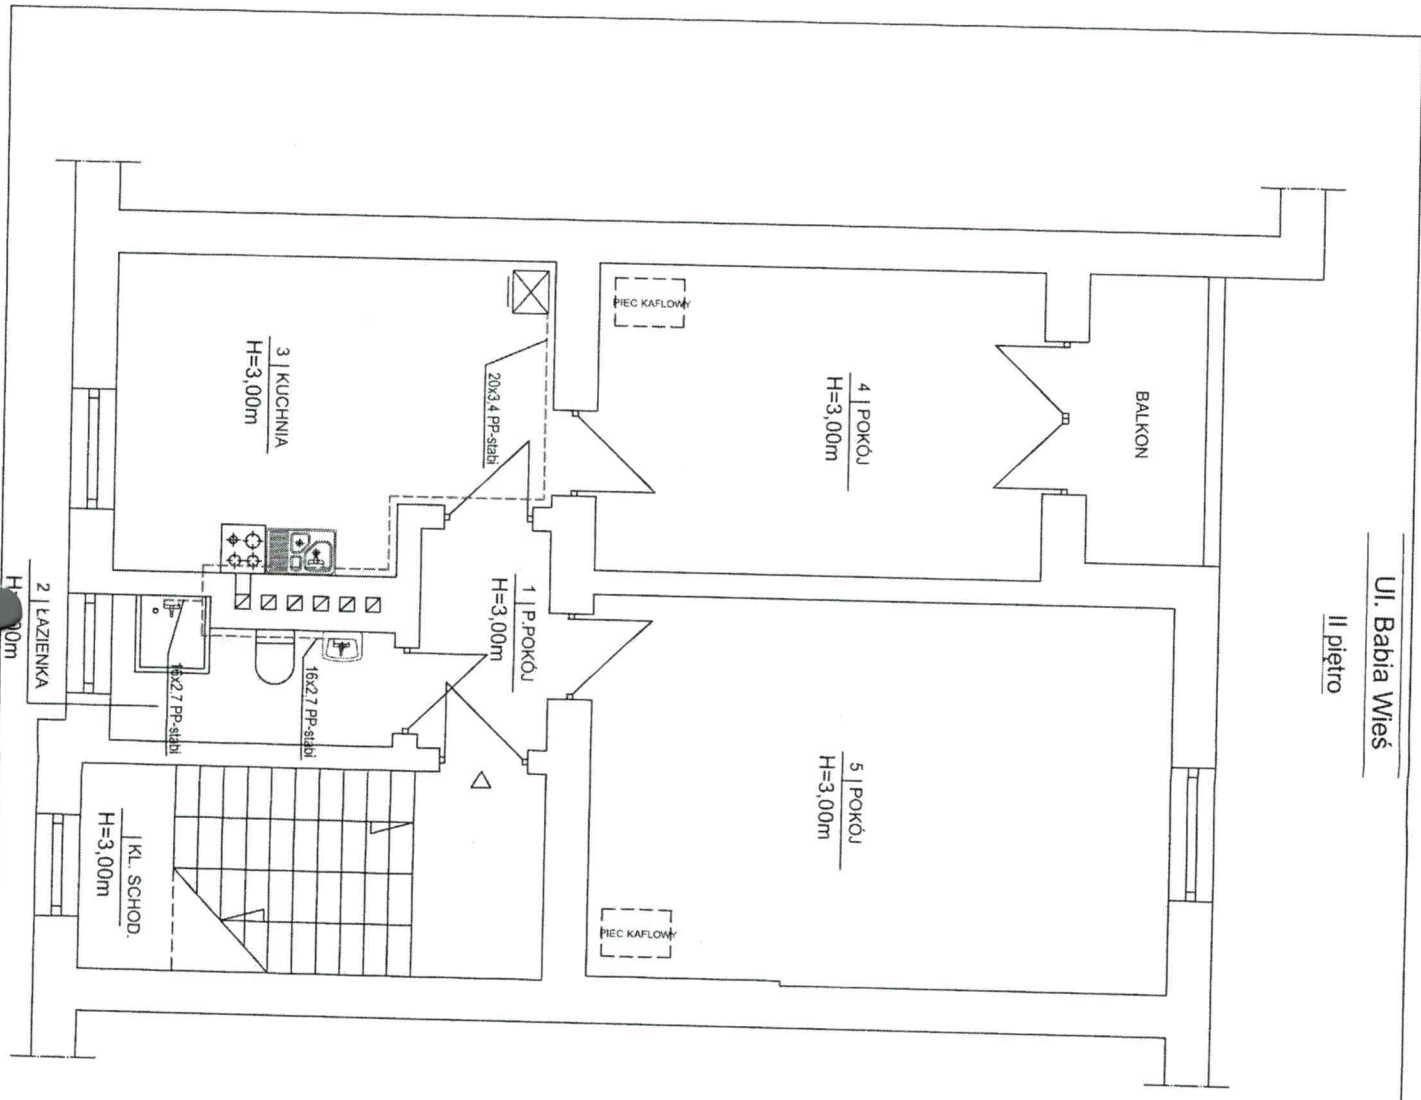 Ul. Babia Wieś
II piętro
BALKON
4 | POKÓJ
H=3,00m
PIEC KAFLOWY
5 | POKÓJ
H=3,00m
PIEC KAFLOWY
3 | KUCHNIA
H=3,00m
20x3,4 PP-stabi
1 | P.POKÓJ
H=3,00m
16x2,7 PP-stabi
16x2,7 PP-stabi
2 | ŁAZIENKA
| KL. SCHOD.
H=3,00m